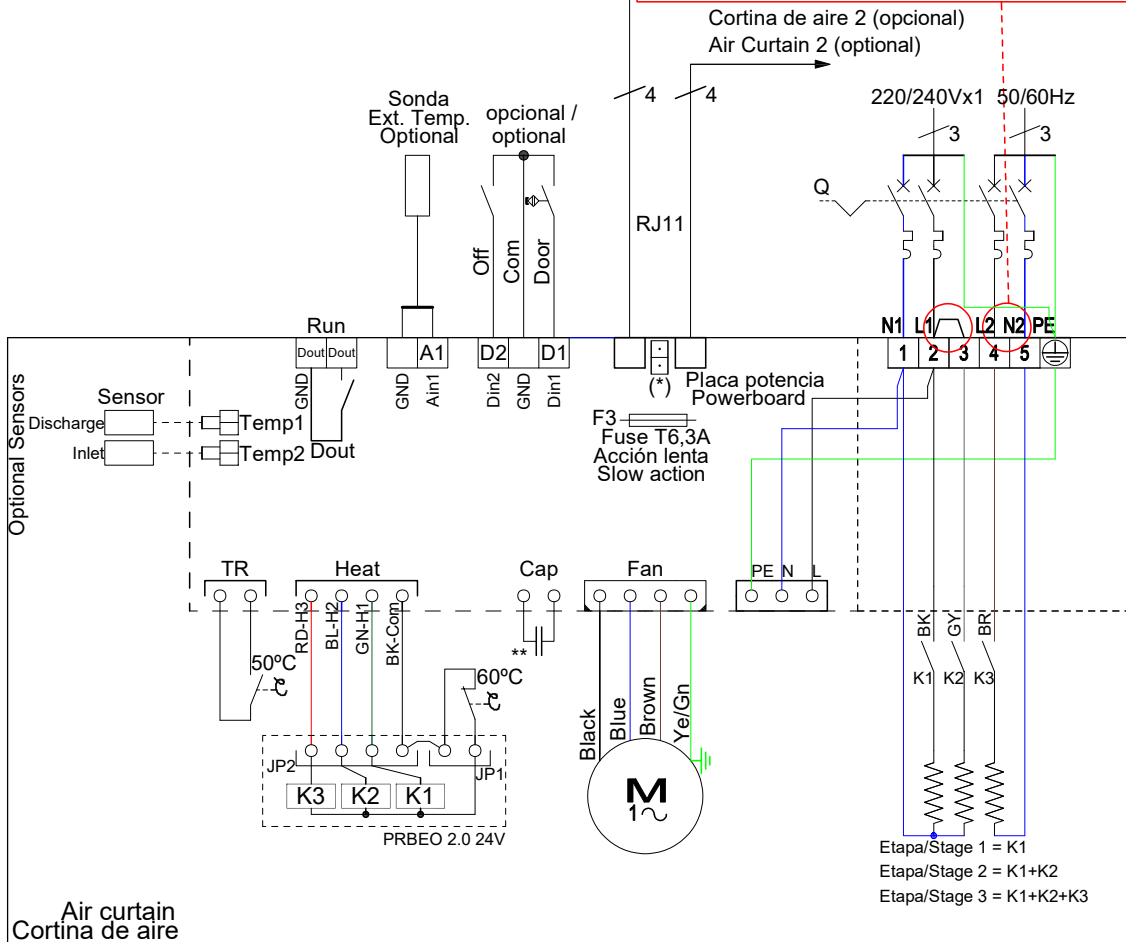 Cortina de aire 2 (opcional)
Air Curtain 2 (optional)
4
4
220/240Vx1 50/60Hz
3
3
Sonda
Ext. Temp.
Optional
opcional /
optional
Q
RJ11
Off
Com
Door
N1
L1
L2
N2
PE
Run
Dout
Dout
A1
D2
D1
1
2
3
4
5
GND
GND
Ain1
Din2
GND
Din1
(*)
Placa potencia
Powerboard
F3
Fuse T6,3A
Acción lenta
Slow action
Optional Sensors
Sensor
Discharge
Inlet
Temp1
Temp2
Dout
TR
Heat
Cap
Fan
PE
N
L
RD-H3
BL-H2
GN-H1
BK-Com
**
50ºC
60ºC
Black
Blue
Brown
Ye/Gn
BK
GY
BR
K1
K2
K3
JP2
JP1
K3
K2
K1
PRBEO 2.0 24V
M
1~
Etapa/Stage 1 = K1
Etapa/Stage 2 = K1+K2
Etapa/Stage 3 = K1+K2+K3
Air curtain
Cortina de aire